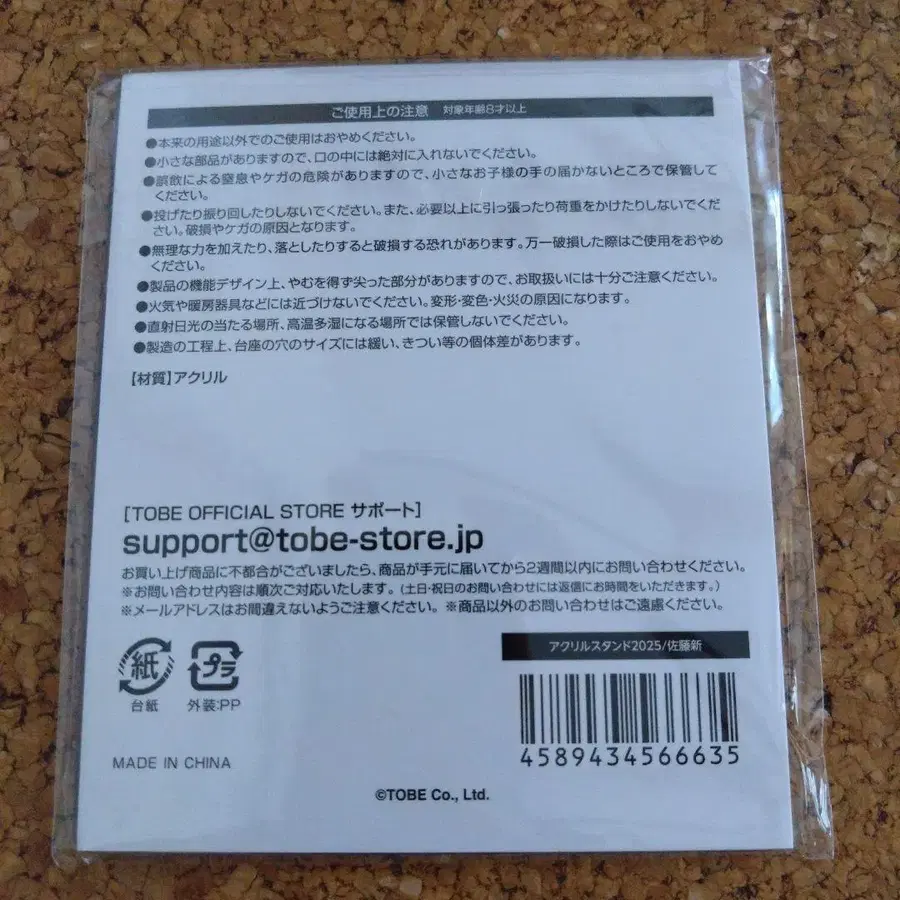 ご使用上の注意 対象年齢8才以上
●本来の用途以外でのご使用はおやめください。
●小さな部品がありますので、口の中には絶対に入れないでください。
●誤飲による窒息やケガの危険がありますので、小さなお子様の手の届かないところで保管して
ください。
●投げたり振り回したりしないでください。また、必要以上に引っ張ったり荷重をかけたりしないでくだ
さい。破損やケガの原因となります。
●無理な力を加えたり、落としたりすると破損する恐れがあります。万一破損した際はご使用をおやめ
ください。
●製品の機能デザイン上、やむを得ず尖った部分がありますので、お取扱いには十分ご注意ください。
●火気や暖房器具などには近づけないでください。変形・変色・火災の原因になります。
●直射日光の当たる場所、高温多湿になる場所では保管しないでください。
●製造の工程上、台座の穴のサイズには緩い、きつい等の個体差があります。
【材質】アクリル
[TOBE OFFICIAL STORE サポート]
support@tobe-store.jp
お買い上げ商品に不都合がございましたら、商品が手元に届いてから2週間以内にお問い合わせください。
※お問い合わせ内容は順次ご対応いたします。(土日・祝日のお問い合わせには返信にお時間をいただきます。)
※メールアドレスはお間違えないようご注意ください。※商品以外のお問い合わせはご遠慮ください。
アクリルスタンド2025/佐藤新
紙 プラ
台紙 外装:PP
4589434566635
MADE IN CHINA
©TOBE Co., Ltd.